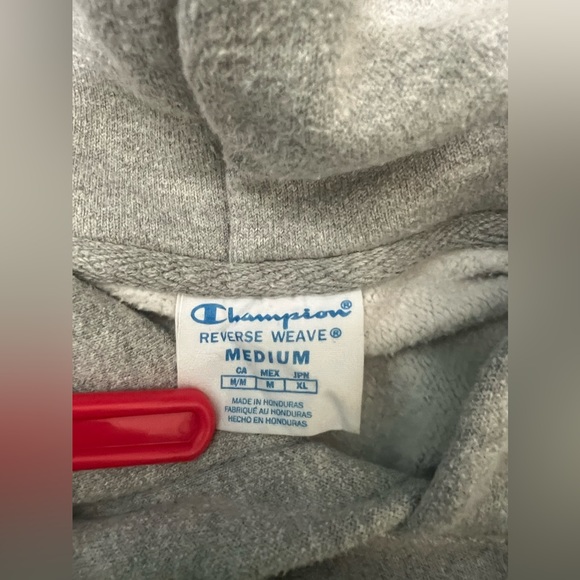 Champion®
REVERSE WEAVE®
MEDIUM
CA MEX JPN
M/M M XL
MADE IN HONDURAS
FABRIQUÉ AU HONDURAS
HECHO EN HONDURAS